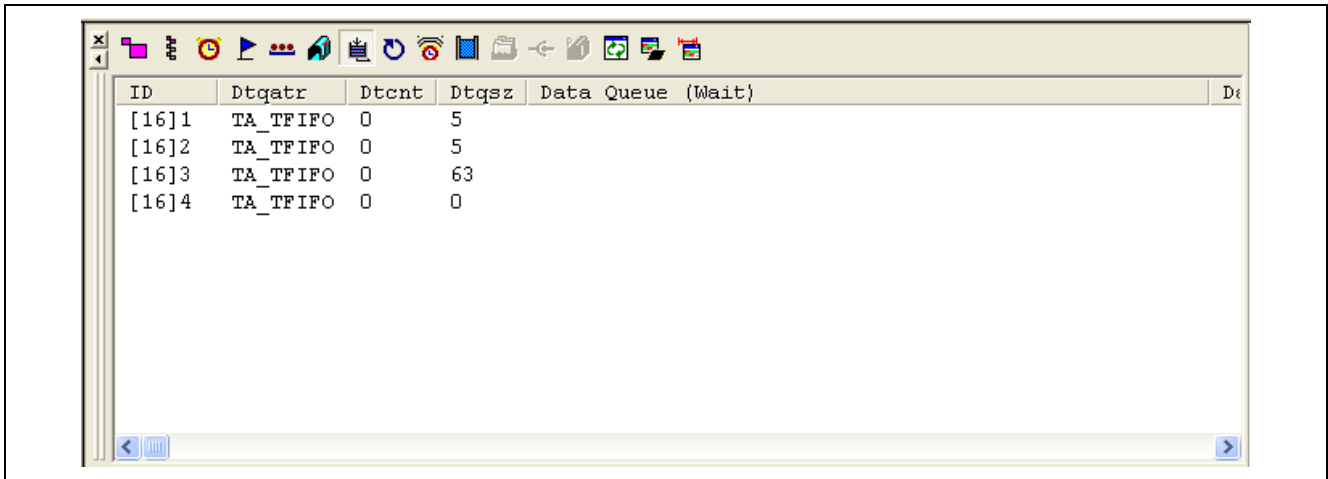 ID Dtqatr Dtcnt Dtqsz Data Queue (Wait)
[16]1 TA_TFIFO 0 5
[16]2 TA_TFIFO 0 5
[16]3 TA_TFIFO 0 63
[16]4 TA_TFIFO 0 0